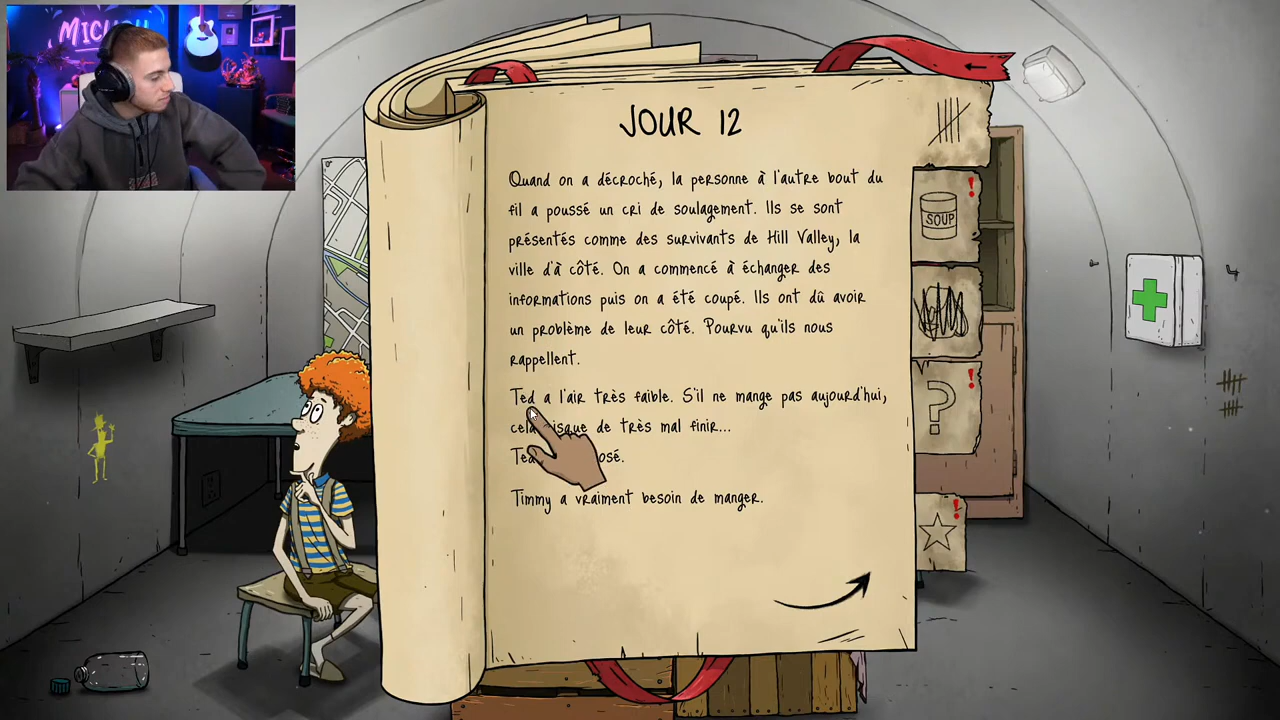 MICH
JOUR 12
Quand on a décroché, la personne à l'autre bout du
fil a poussé un cri de soulagement. Ils se sont
présentés comme des survivants de Hill Valley, la
ville d'à côté. On a commencé à échanger des
informations puis on a été coupé. Ils ont dû avoir
un problème de leur côté. Pourvu qu'ils nous
rappellent.
Ted a l'air très faible. S'il ne mange pas aujourd'hui,
de très mal finir...
Timmy a vraiment besoin de manger.
!
SOUP
!
?
!